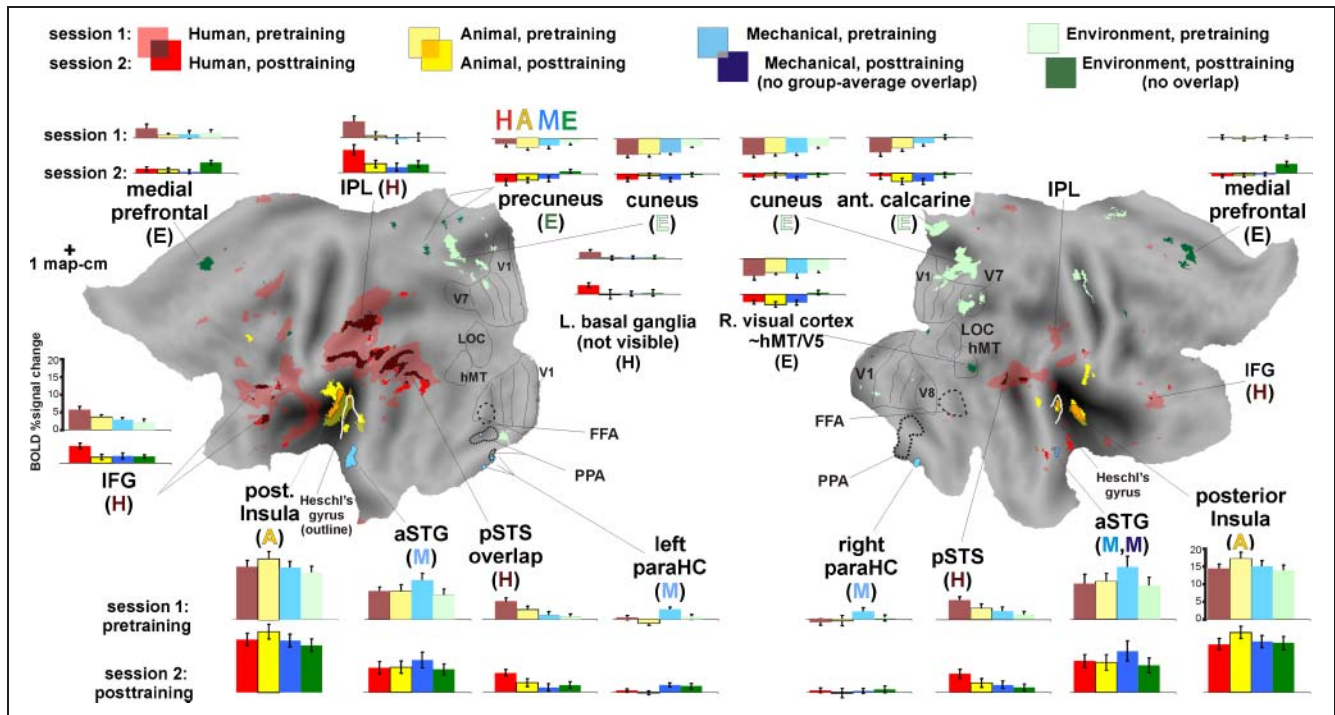 session 1: Human, pretraining Animal, pretraining Mechanical, pretraining Environment, pretraining
session 2: Human, posttraining Animal, posttraining Mechanical, posttraining Environment, posttraining
(no group-average overlap) (no overlap)
HAME
session 1:
session 2:
medial
prefrontal
(E)
IPL (H)
precuneus
(E)
cuneus
(E)
cuneus
(E)
ant. calcarine
(E)
IPL
medial
prefrontal
(E)
+
1 map-cm
V1
V7
LOC
hMT
V1
L. basal ganglia
(not visible)
(H)
R. visual cortex
~hMT/V5
(E)
V1
V7
LOC
hMT
V1
V8
IFG
(H)
BOLD %signal change
20
15
10
5
0
IFG
(H)
FFA
PPA
FFA
PPA
post.
Insula
(A)
Heschl's
gyrus
(outline)
aSTG
(M)
pSTS
overlap
(H)
left
paraHC
(M)
right
paraHC
(M)
pSTS
(H)
Heschl's
gyrus
aSTG
(M,M)
posterior
Insula
(A)
20
15
10
5
0
session 1:
pretraining
session 2:
posttraining